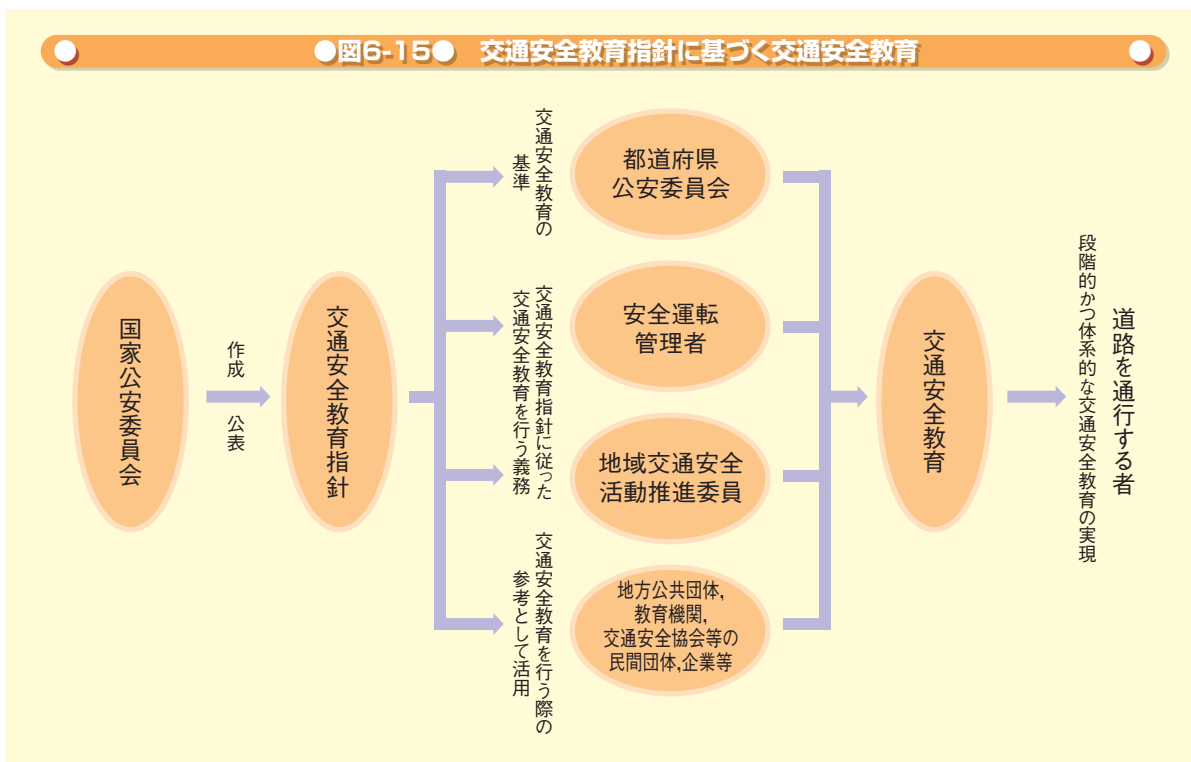 ●図6-15● 交通安全教育指針に基づく交通安全教育
国家公安委員会
作成
公表
交通安全教育指針
交通安全教育の
基準
都道府県
公安委員会
交通安全教育指針に従った
交通安全教育を行う義務
安全運転
管理者
地域交通安全
活動推進委員
交通安全教育を行う際の
参考として活用
地方公共団体,
教育機関,
交通安全協会等の
民間団体,企業等
交通安全教育
道路を通行する者
段階的かつ体系的な交通安全教育の実現